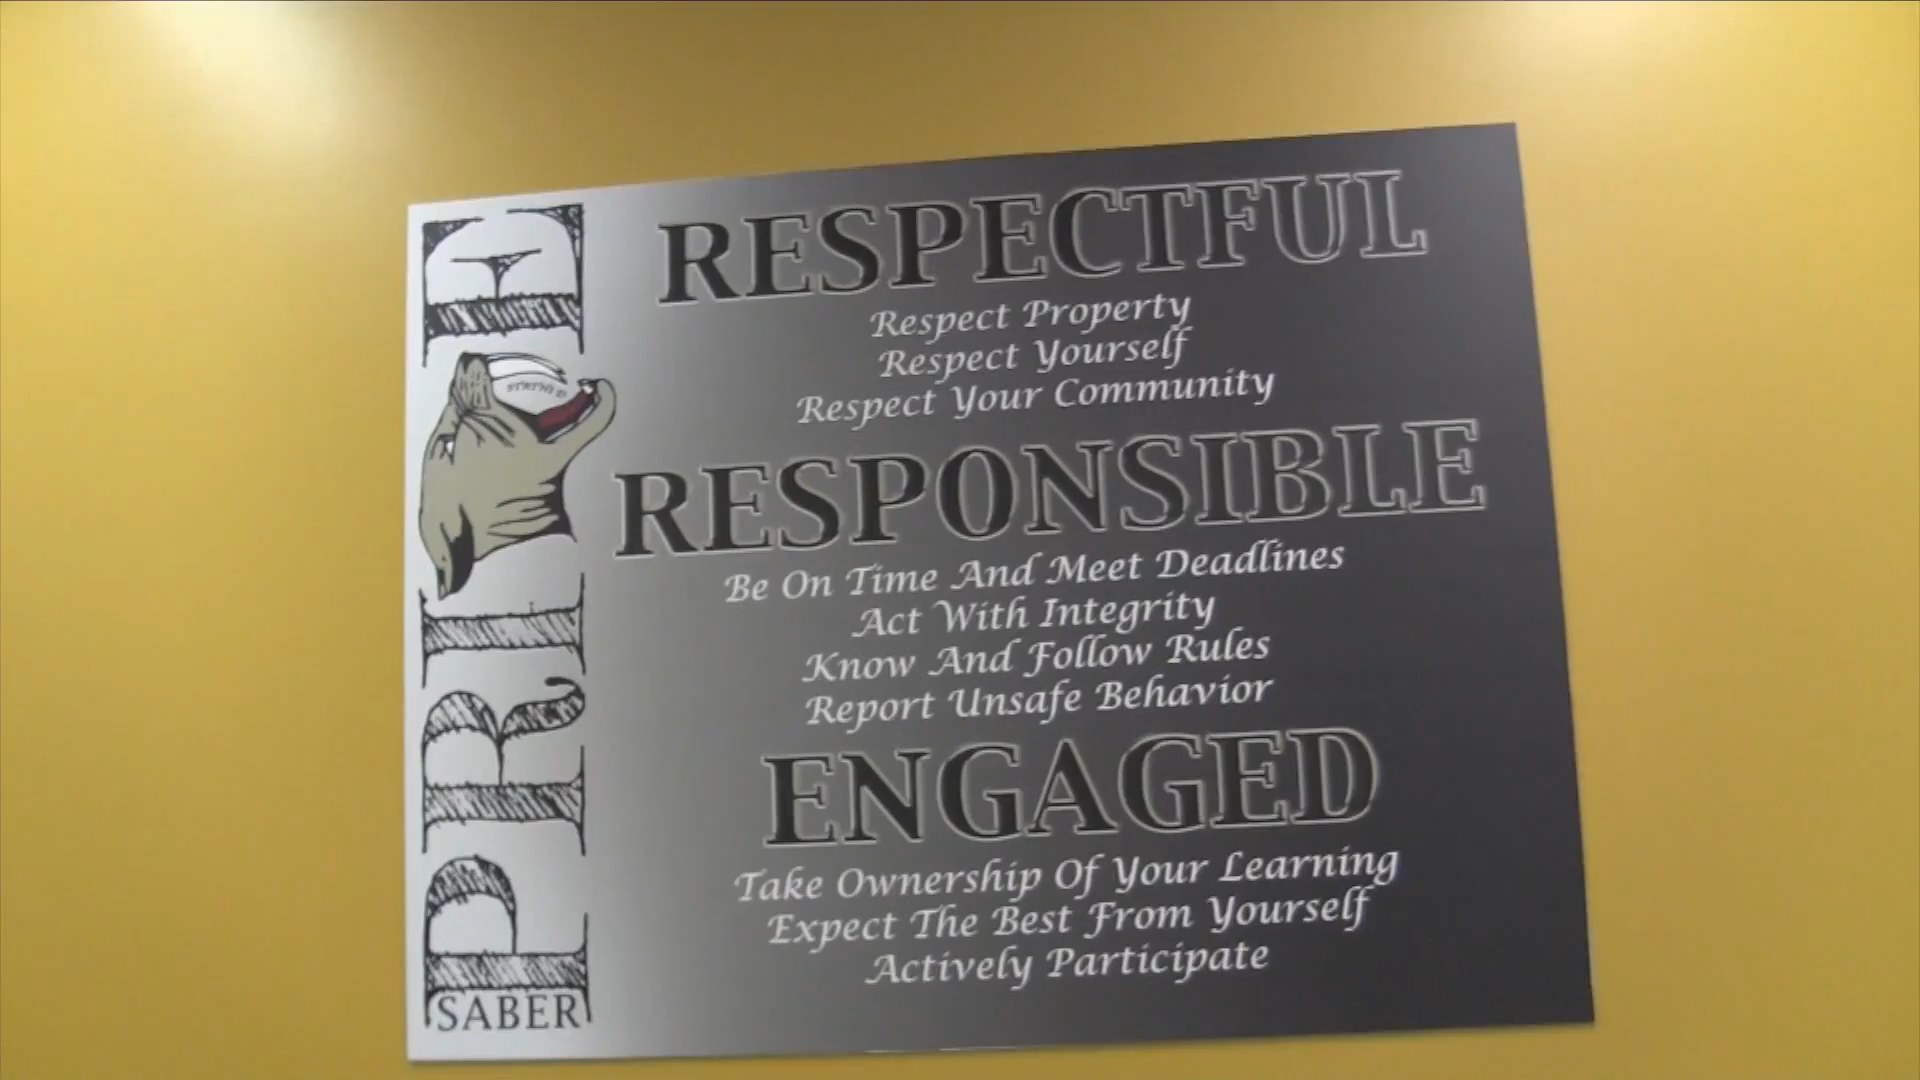 PRIDE
SABER
RESPECTFUL
Respect Property
Respect Yourself
Respect Your Community
RESPONSIBLE
Be On Time And Meet Deadlines
Act With Integrity
Know And Follow Rules
Report Unsafe Behavior
ENGAGED
Take Ownership Of Your Learning
Expect The Best From Yourself
Actively Participate